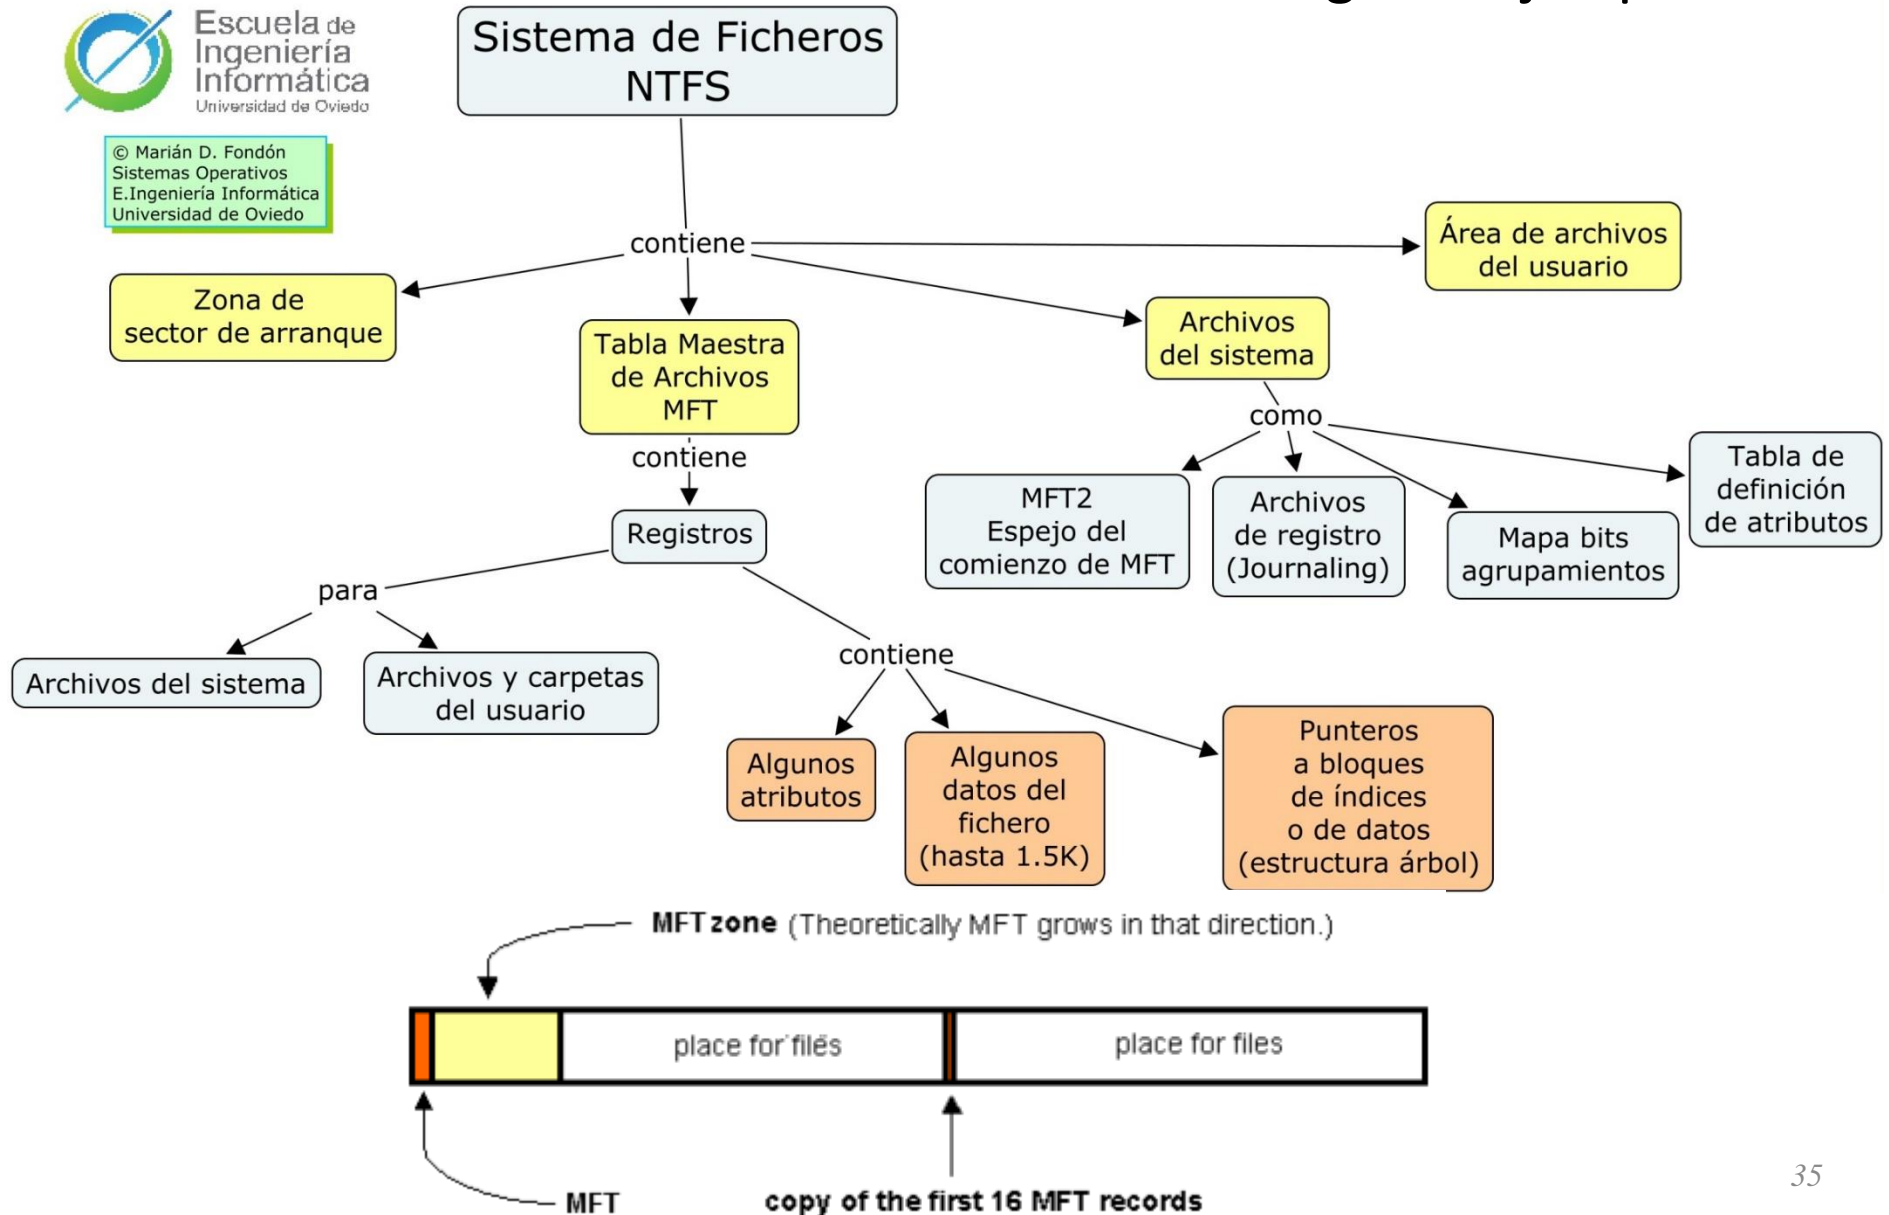 Escuela de
Ingeniería
Informática
Universidad de Oviedo
© Marián D. Fondón
Sistemas Operativos
E.Ingeniería Informática
Universidad de Oviedo
Sistema de Ficheros
NTFS
contiene
Área de archivos
del usuario
Zona de
sector de arranque
Tabla Maestra
de Archivos
MFT
Archivos
del sistema
contiene
como
Registros
MFT2
Espejo del
comienzo de MFT
Archivos
de registro
(Journaling)
Mapa bits
agrupamientos
Tabla de
definición
de atributos
para
Archivos del sistema
Archivos y carpetas
del usuario
contiene
Algunos
atributos
Algunos
datos del
fichero
(hasta 1.5K)
Punteros
a bloques
de índices
o de datos
(estructura árbol)
MFT zone (Theoretically MFT grows in that direction.)
place for files
place for files
MFT
copy of the first 16 MFT records
35